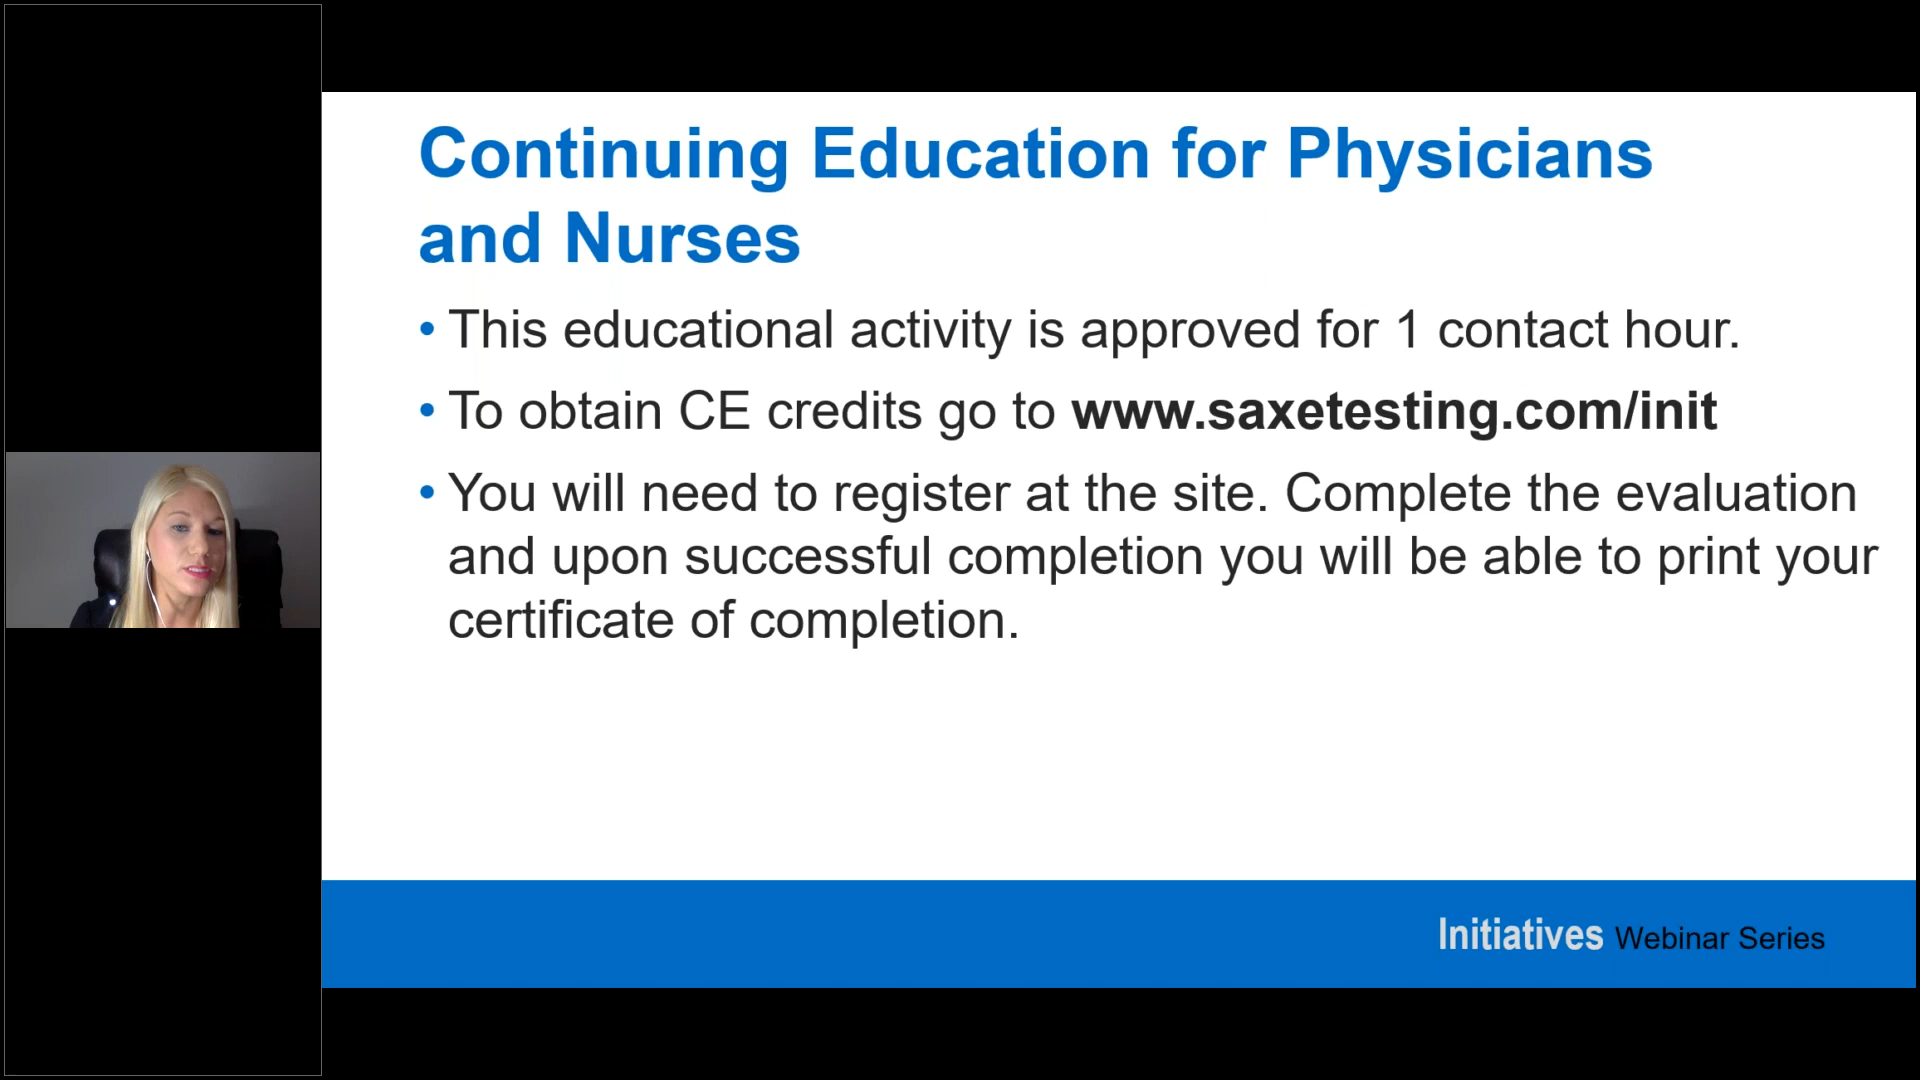 Continuing Education for Physicians
and Nurses
• This educational activity is approved for 1 contact hour.
• To obtain CE credits go to www.saxetesting.com/init
• You will need to register at the site. Complete the evaluation
and upon successful completion you will be able to print your
certificate of completion.
Initiatives Webinar Series